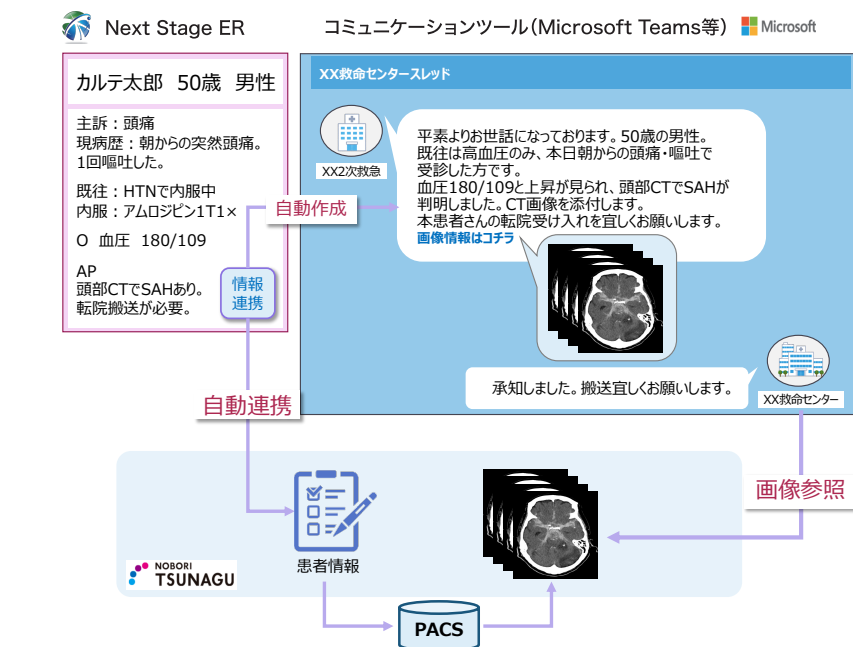 Next Stage ER
コミュニケーションツール(Microsoft Teams等)
Microsoft
カルテ太郎 50歳 男性
主訴:頭痛
現病歴:朝からの突然頭痛。
1回嘔吐した。
既往:HTNで内服中
内服:アムロジピン1T1×
O 血圧 180/109
AP
頭部CTでSAHあり。
転院搬送が必要。
情報
連携
自動作成
XX救命センタースレッド
XX2次救急
平素よりお世話になっております。50歳の男性。
既往は高血圧のみ、本日朝からの頭痛・嘔吐で
受診した方です。
血圧180/109と上昇が見られ、頭部CTでSAHが
判明しました。CT画像を添付します。
本患者さんの転院受け入れを宜しくお願いします。
画像情報はコチラ
承知しました。搬送宜しくお願いします。
XX救命センター
自動連携
画像参照
患者情報
NOBORI
TSUNAGU
PACS